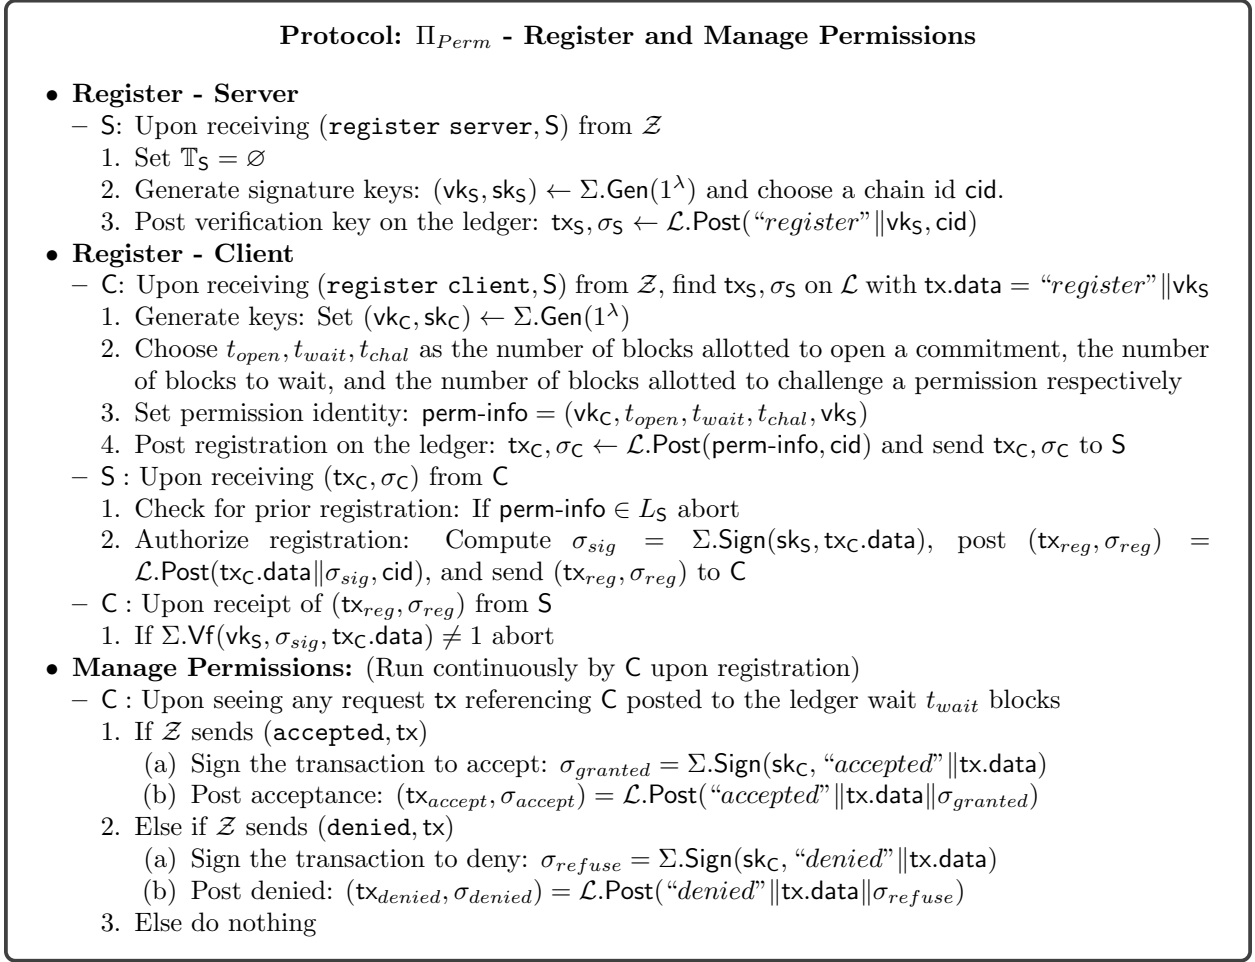 Protocol: Π_Perm - Register and Manage Permissions
• Register - Server
– S: Upon receiving (register server, S) from 𝒵
1. Set 𝕋_S = ∅
2. Generate signature keys: (vk_S, sk_S) ← Σ.Gen(1^λ) and choose a chain id cid.
3. Post verification key on the ledger: tx_S, σ_S ← ℒ.Post(“register”‖vk_S, cid)
• Register - Client
– C: Upon receiving (register client, S) from 𝒵, find tx_S, σ_S on ℒ with tx.data = “register”‖vk_S
1. Generate keys: Set (vk_C, sk_C) ← Σ.Gen(1^λ)
2. Choose t_open, t_wait, t_chal as the number of blocks allotted to open a commitment, the number
of blocks to wait, and the number of blocks allotted to challenge a permission respectively
3. Set permission identity: perm-info = (vk_C, t_open, t_wait, t_chal, vk_S)
4. Post registration on the ledger: tx_C, σ_C ← ℒ.Post(perm-info, cid) and send tx_C, σ_C to S
– S : Upon receiving (tx_C, σ_C) from C
1. Check for prior registration: If perm-info ∈ L_S abort
2. Authorize registration: Compute σ_sig = Σ.Sign(sk_S, tx_C.data), post (tx_reg, σ_reg) =
ℒ.Post(tx_C.data‖σ_sig, cid), and send (tx_reg, σ_reg) to C
– C : Upon receipt of (tx_reg, σ_reg) from S
1. If Σ.Vf(vk_S, σ_sig, tx_C.data) ≠ 1 abort
• Manage Permissions: (Run continuously by C upon registration)
– C : Upon seeing any request tx referencing C posted to the ledger wait t_wait blocks
1. If 𝒵 sends (accepted, tx)
(a) Sign the transaction to accept: σ_granted = Σ.Sign(sk_C, “accepted”‖tx.data)
(b) Post acceptance: (tx_accept, σ_accept) = ℒ.Post(“accepted”‖tx.data‖σ_granted)
2. Else if 𝒵 sends (denied, tx)
(a) Sign the transaction to deny: σ_refuse = Σ.Sign(sk_C, “denied”‖tx.data)
(b) Post denied: (tx_denied, σ_denied) = ℒ.Post(“denied”‖tx.data‖σ_refuse)
3. Else do nothing